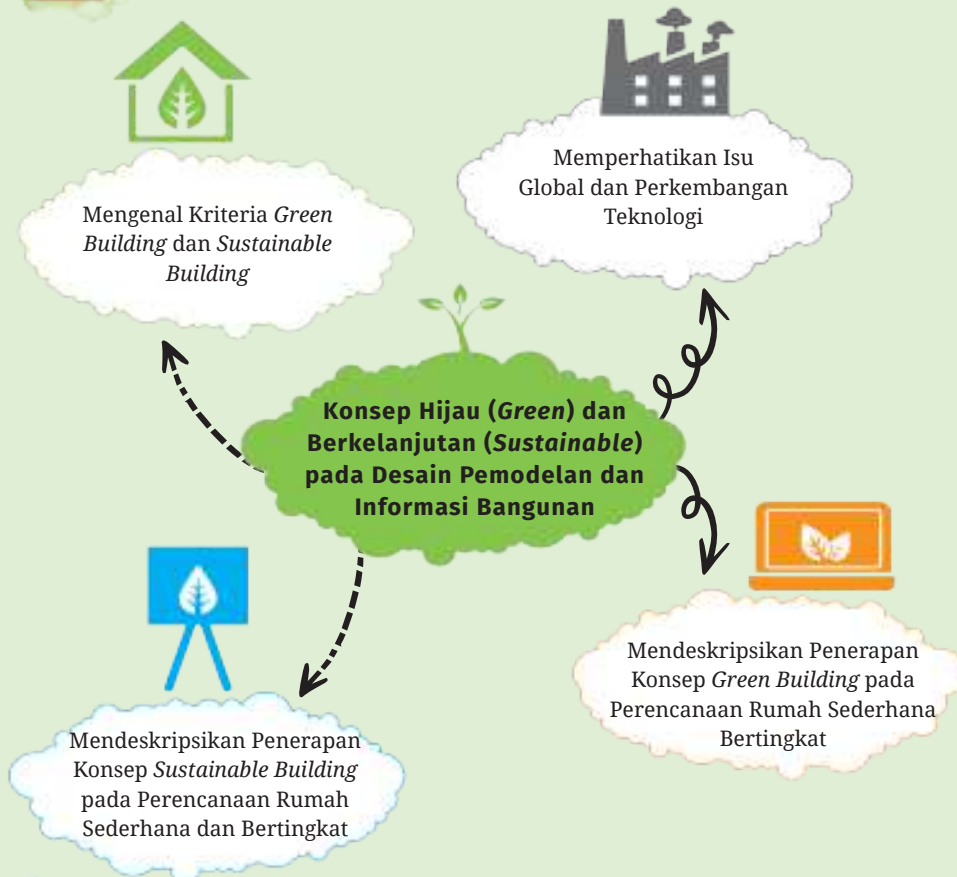 Mengenal Kriteria Green
Building dan Sustainable
Building
Memperhatikan Isu
Global dan Perkembangan
Teknologi
Konsep Hijau (Green) dan
Berkelanjutan (Sustainable)
pada Desain Pemodelan dan
Informasi Bangunan
Mendeskripsikan Penerapan
Konsep Green Building pada
Perencanaan Rumah Sederhana
Bertingkat
Mendeskripsikan Penerapan
Konsep Sustainable Building
pada Perencanaan Rumah
Sederhana dan Bertingkat